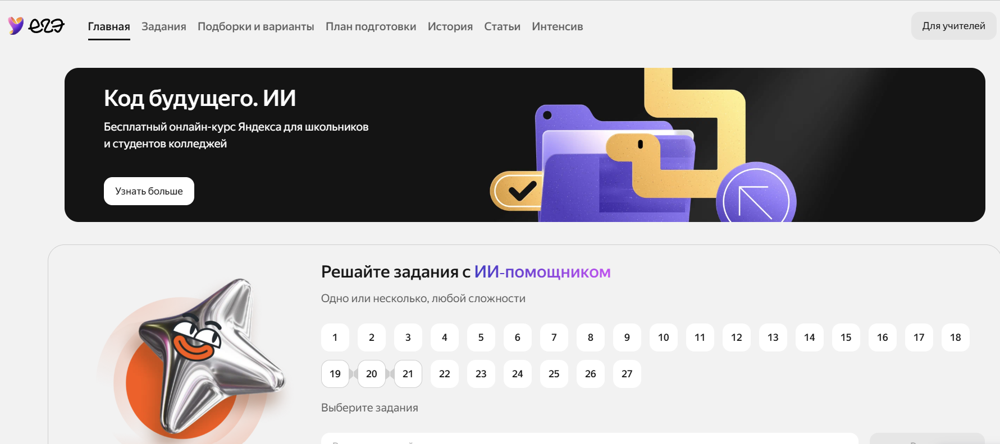 егэ
Главная Задания Подборки и варианты План подготовки История Статьи Интенсив
Для учителей
Код будущего. ИИ
Бесплатный онлайн-курс Яндекса для школьников
и студентов колледжей
Узнать больше
Решайте задания с ИИ-помощником
Одно или несколько, любой сложности
1 2 3 4 5 6 7 8 9 10 11 12 13 14 15 16 17 18
19 20 21 22 23 24 25 26 27
Выберите задания